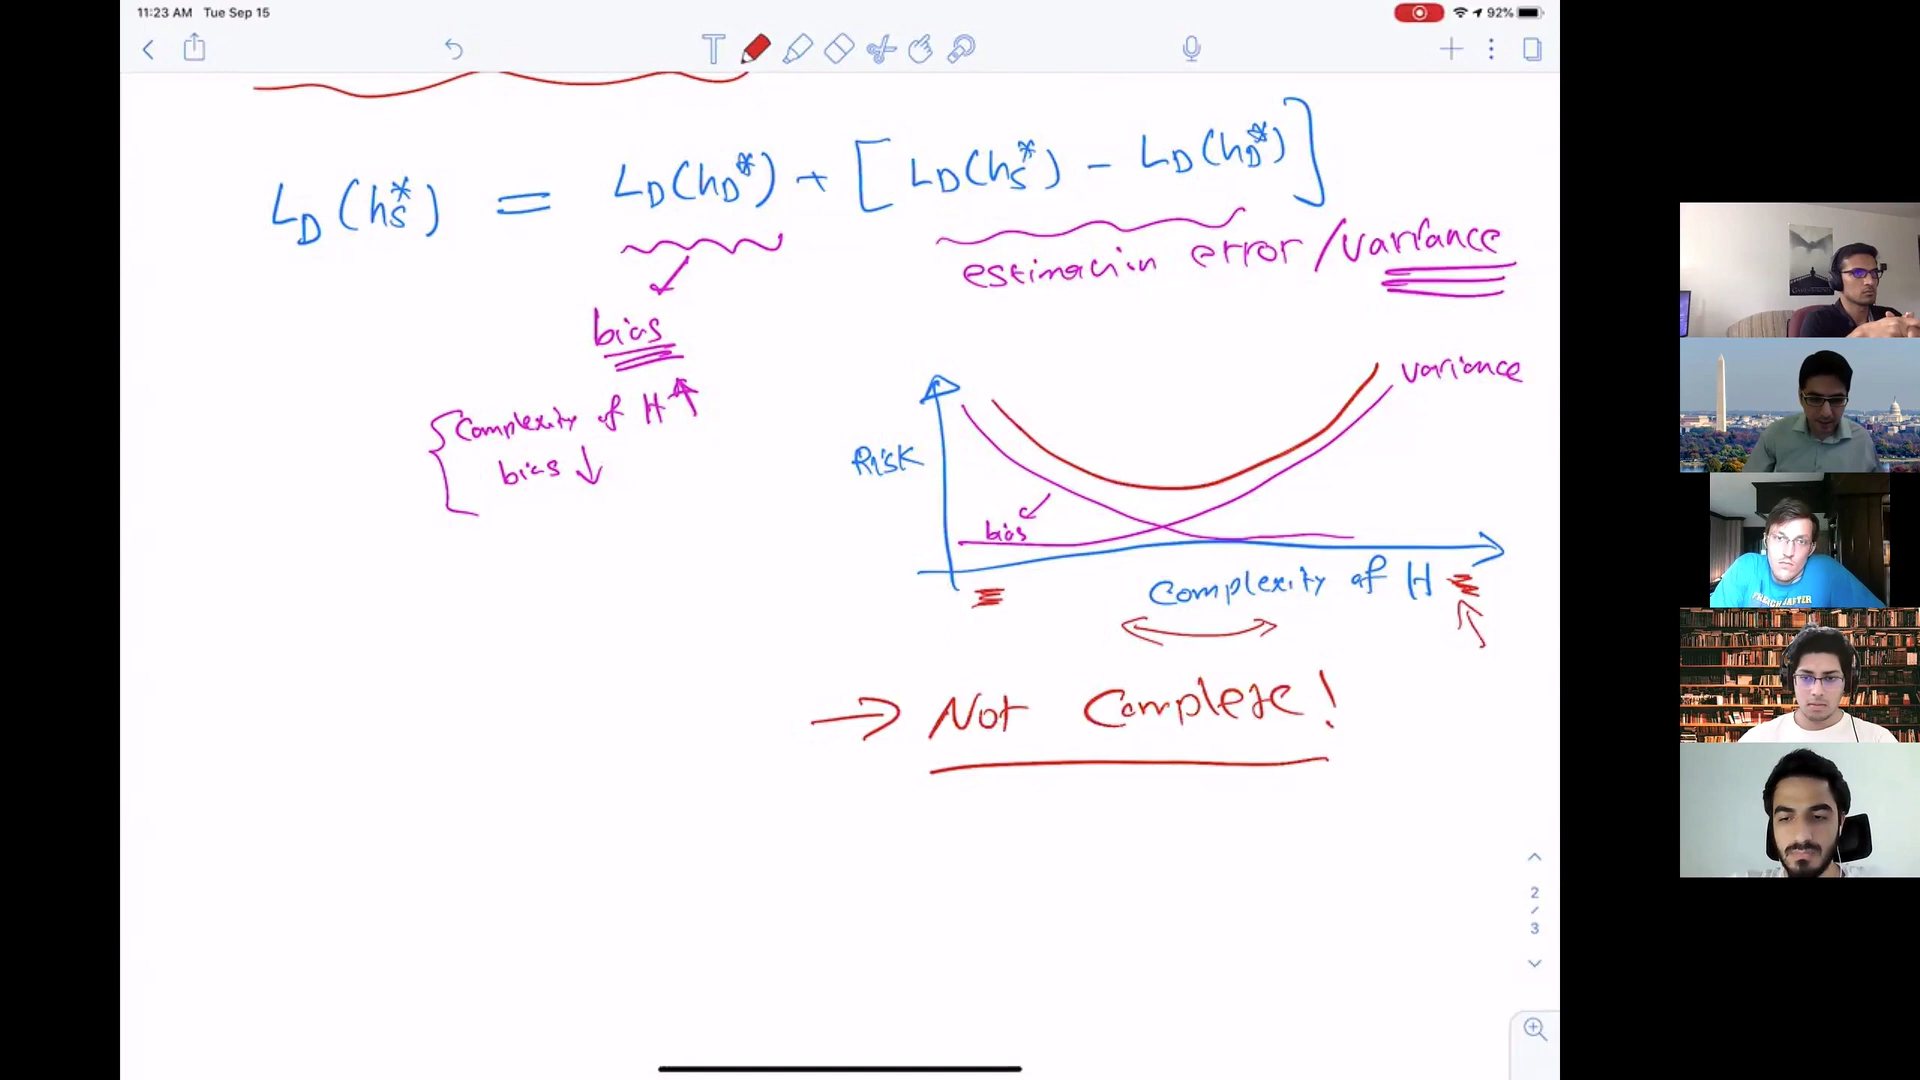 11:23 AM Tue Sep 15
92%
L_D(h_S^*) = L_D(h_D^*) + [L_D(h_S^*) - L_D(h_D^*)]
estimation error / variance
bias
Complexity of H ↑
bias ↓
variance
Risk
bias
Complexity of H
→ Not Complete!
2
/
3